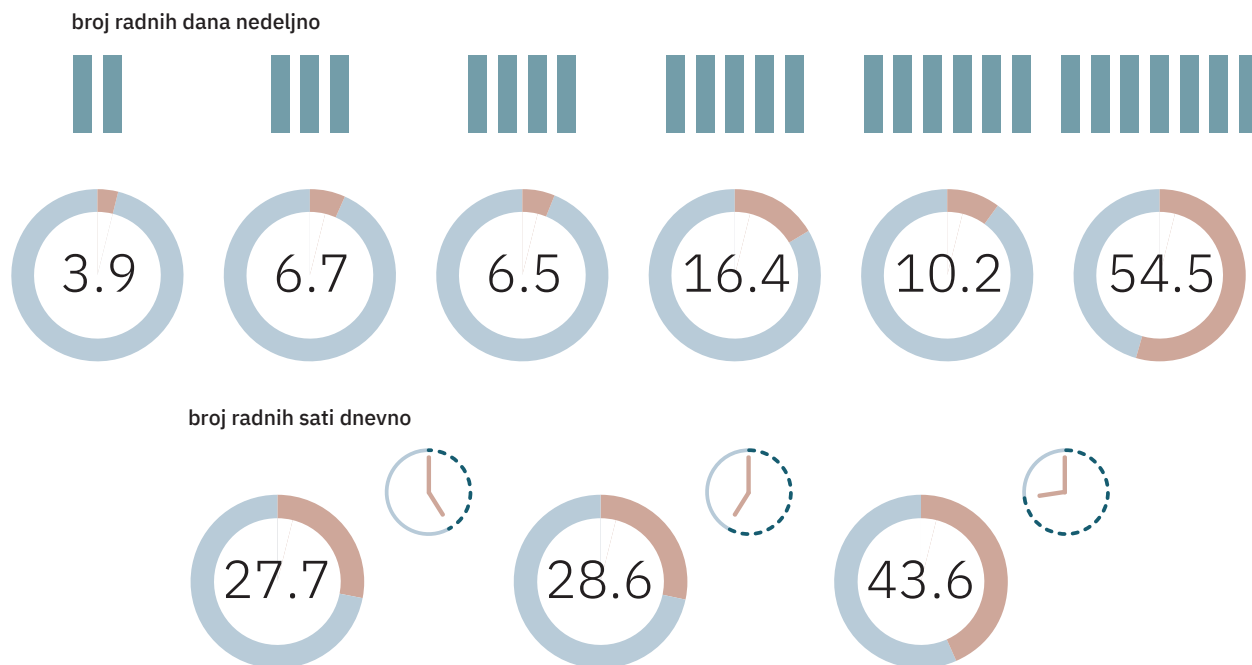 broj radnih dana nedeljno
3.9 6.7 6.5 16.4 10.2 54.5
broj radnih sati dnevno
27.7 28.6 43.6